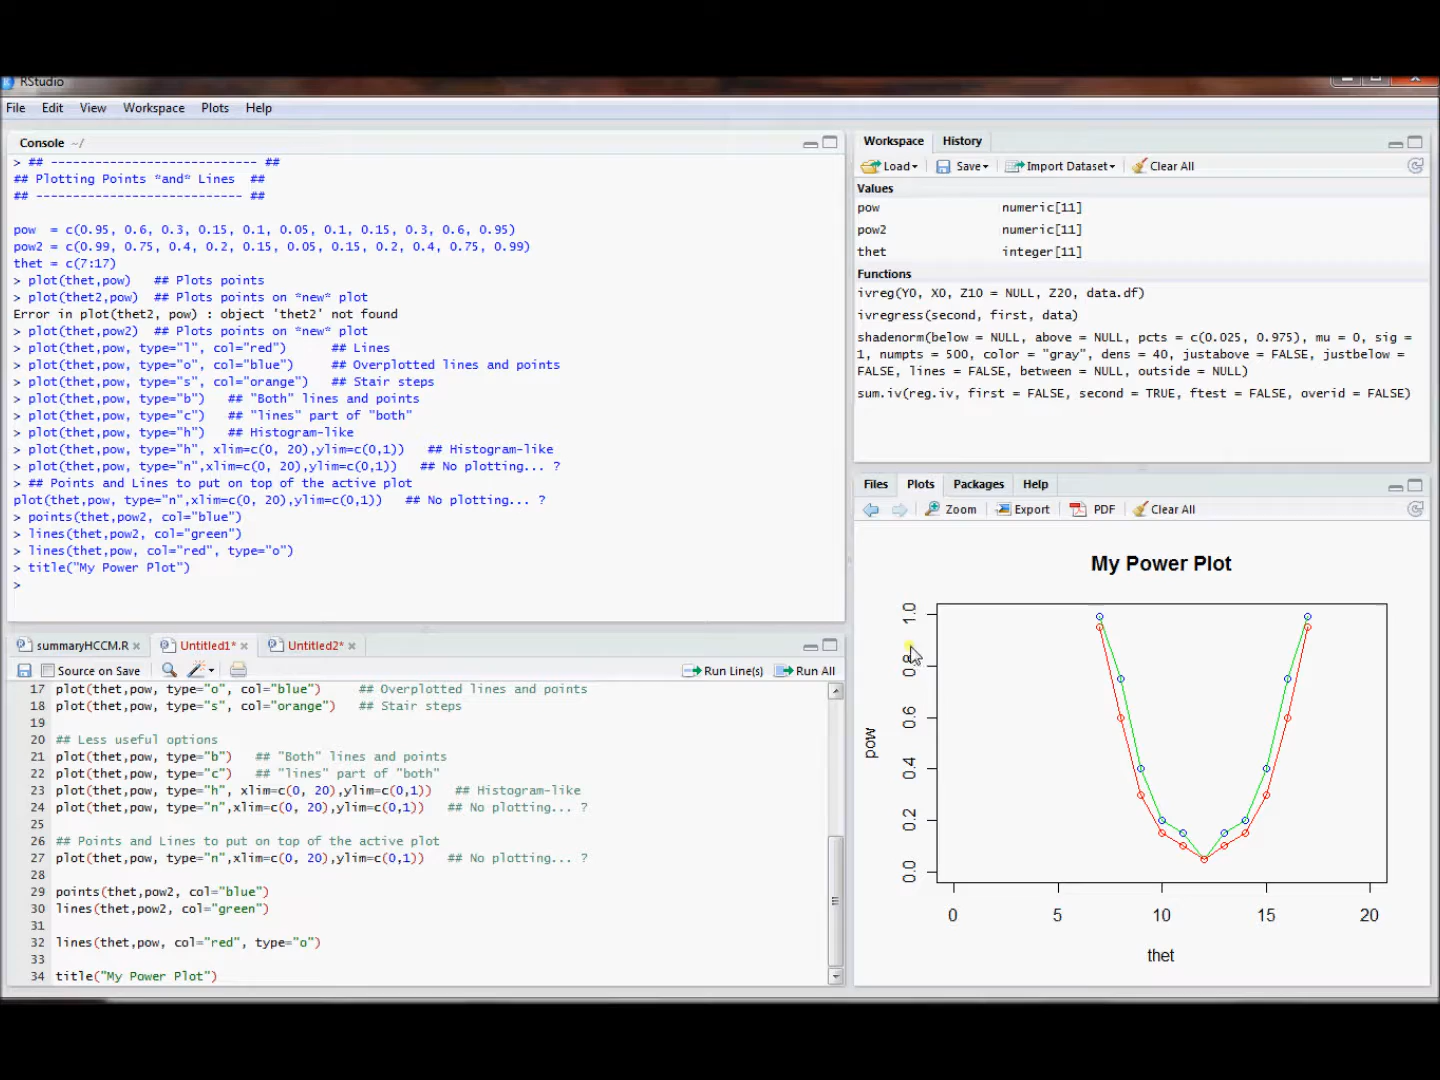 RStudio
File Edit View Workspace Plots Help
Console ~/
> ## ---------------------------- ##
## Plotting Points *and* Lines  ##
## ---------------------------- ##
pow  = c(0.95, 0.6, 0.3, 0.15, 0.1, 0.05, 0.1, 0.15, 0.3, 0.6, 0.95)
pow2 = c(0.99, 0.75, 0.4, 0.2, 0.15, 0.05, 0.15, 0.2, 0.4, 0.75, 0.99)
thet = c(7:17)
> plot(thet,pow)   ## Plots points
> plot(thet2,pow)  ## Plots points on *new* plot
Error in plot(thet2, pow) : object 'thet2' not found
> plot(thet,pow2)  ## Plots points on *new* plot
> plot(thet,pow, type="l", col="red")      ## Lines
> plot(thet,pow, type="o", col="blue")     ## Overplotted lines and points
> plot(thet,pow, type="s", col="orange")   ## Stair steps
> plot(thet,pow, type="b")   ## "Both" lines and points
> plot(thet,pow, type="c")   ## "lines" part of "both"
> plot(thet,pow, type="h")   ## Histogram-like
> plot(thet,pow, type="h", xlim=c(0, 20),ylim=c(0,1))   ## Histogram-like
> plot(thet,pow, type="n",xlim=c(0, 20),ylim=c(0,1))   ## No plotting... ?
> ## Points and Lines to put on top of the active plot
plot(thet,pow, type="n",xlim=c(0, 20),ylim=c(0,1))   ## No plotting... ?
> points(thet,pow2, col="blue")
> lines(thet,pow2, col="green")
> lines(thet,pow, col="red", type="o")
> title("My Power Plot")
>
summaryHCCM.R × Untitled1* × Untitled2* ×
Source on Save Run Line(s) Run All
17 plot(thet,pow, type="o", col="blue")     ## Overplotted lines and points
18 plot(thet,pow, type="s", col="orange")   ## Stair steps
19
20 ## Less useful options
21 plot(thet,pow, type="b")   ## "Both" lines and points
22 plot(thet,pow, type="c")   ## "lines" part of "both"
23 plot(thet,pow, type="h", xlim=c(0, 20),ylim=c(0,1))   ## Histogram-like
24 plot(thet,pow, type="n",xlim=c(0, 20),ylim=c(0,1))   ## No plotting... ?
25
26 ## Points and Lines to put on top of the active plot
27 plot(thet,pow, type="n",xlim=c(0, 20),ylim=c(0,1))   ## No plotting... ?
28
29 points(thet,pow2, col="blue")
30 lines(thet,pow2, col="green")
31
32 lines(thet,pow, col="red", type="o")
33
34 title("My Power Plot")
Workspace History
Load Save Import Dataset Clear All
Values
pow numeric[11]
pow2 numeric[11]
thet integer[11]
Functions
ivreg(Y0, X0, Z10 = NULL, Z20, data.df)
ivregress(second, first, data)
shadenorm(below = NULL, above = NULL, pcts = c(0.025, 0.975), mu = 0, sig =
1, numpts = 500, color = "gray", dens = 40, justabove = FALSE, justbelow =
FALSE, lines = FALSE, between = NULL, outside = NULL)
sum.iv(reg.iv, first = FALSE, second = TRUE, ftest = FALSE, overid = FALSE)
Files Plots Packages Help
Zoom Export PDF Clear All
My Power Plot
1.0
0.8
0.6
0.4
0.2
0.0
pow
0 5 10 15 20
thet